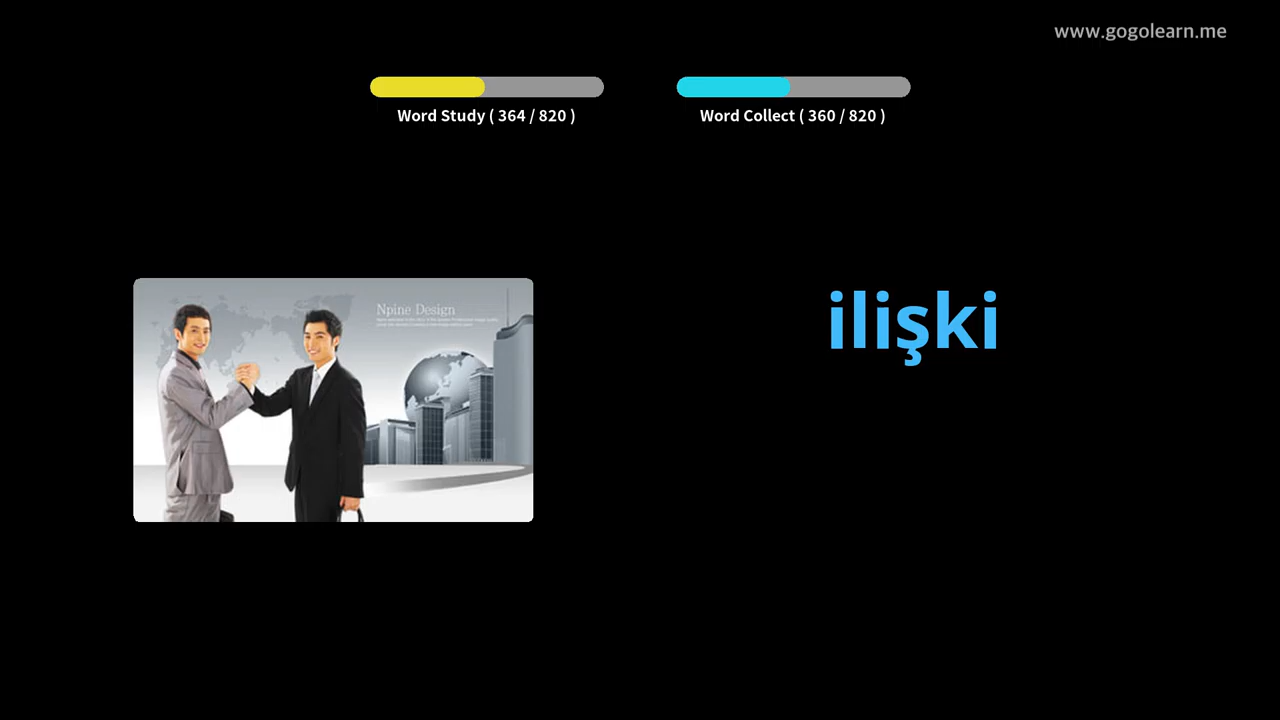 www.gogolearn.me
Word Study ( 364 / 820 )
Word Collect ( 360 / 820 )
Npine Design
ilişki